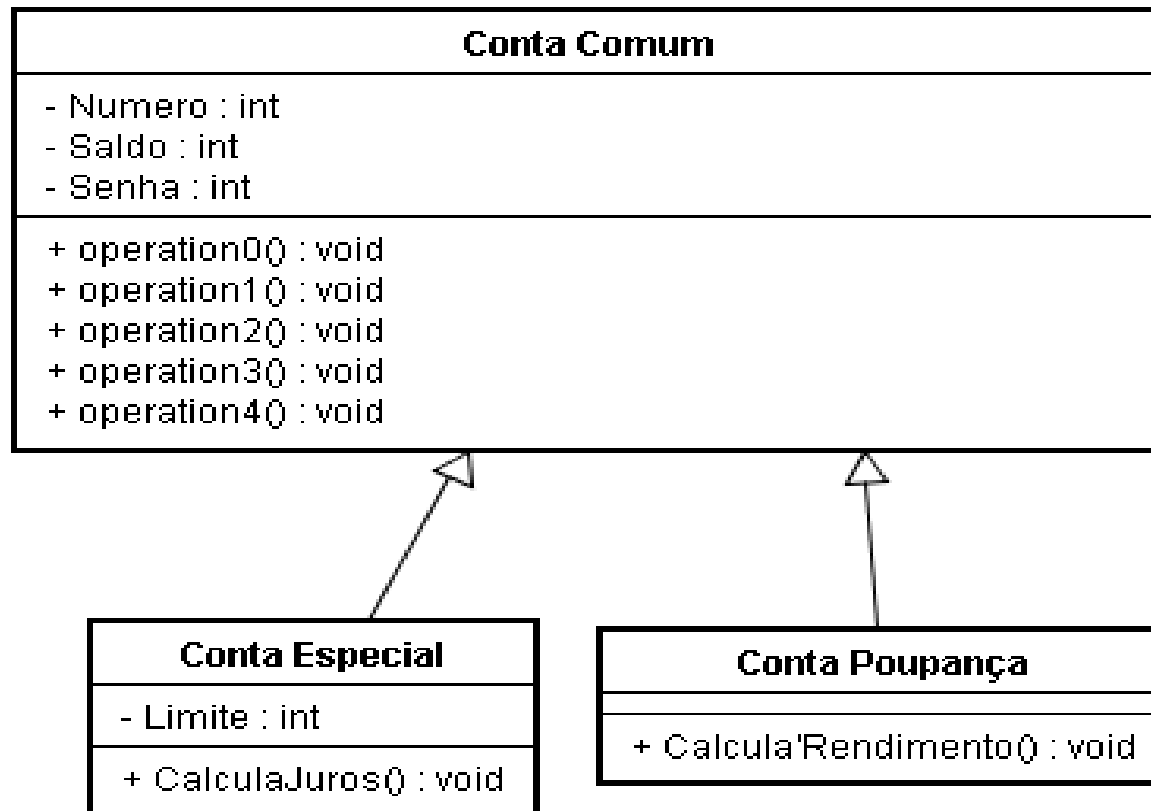 Conta Comum
- Numero : int
- Saldo : int
- Senha : int
+ operation0() : void
+ operation1() : void
+ operation2() : void
+ operation3() : void
+ operation4() : void
Conta Especial
- Limite : int
+ CalculaJuros() : void
Conta Poupança
+ Calcula'Rendimento() : void